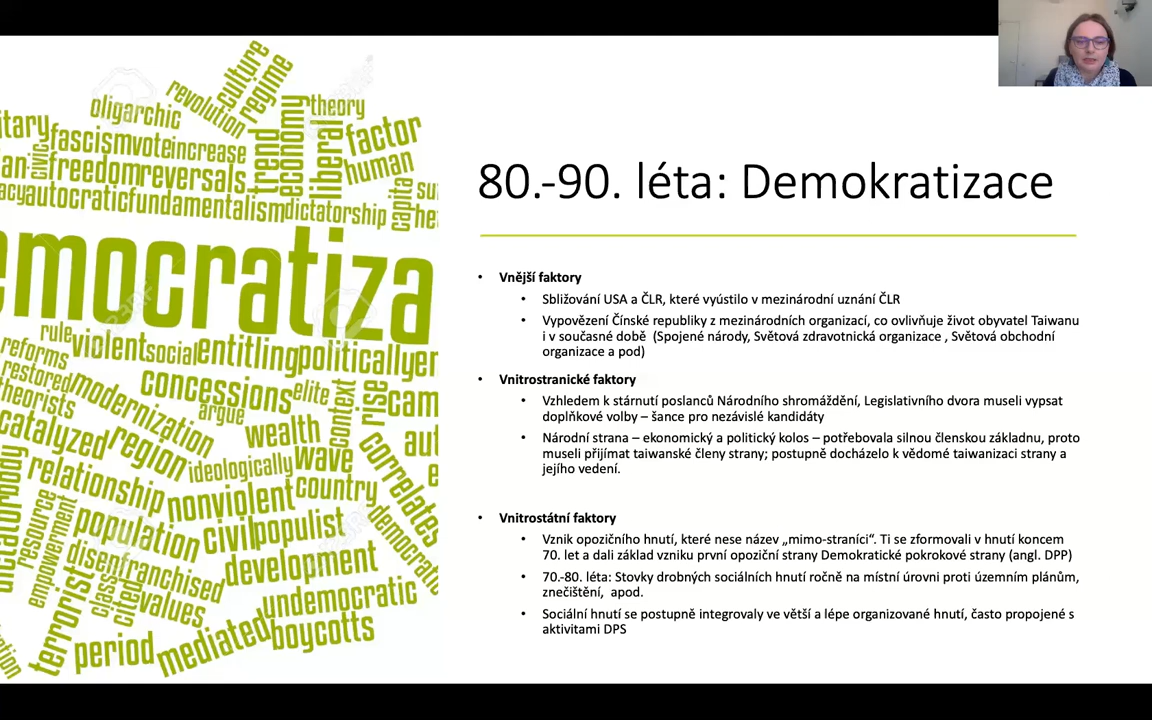 80.-90. léta: Demokratizace
• Vnější faktory
• Sbližování USA a ČLR, které vyústilo v mezinárodní uznání ČLR
• Vypovězení Čínské republiky z mezinárodních organizací, co ovlivňuje život obyvatel Taiwanu
i v současné době (Spojené národy, Světová zdravotnická organizace , Světová obchodní
organizace a pod)
• Vnitrostranické faktory
• Vzhledem k stárnutí poslanců Národního shromáždění, Legislativního dvora museli vypsat
doplňkové volby – šance pro nezávislé kandidáty
• Národní strana – ekonomický a politický kolos – potřebovala silnou členskou základnu, proto
museli přijímat taiwanské členy strany; postupně docházelo k vědomé taiwanizaci strany a
jejího vedení.
• Vnitrostátní faktory
• Vznik opozičního hnutí, které nese název „mimo-straníci“. Ti se zformovali v hnutí koncem
70. let a dali základ vzniku první opoziční strany Demokratické pokrokové strany (angl. DPP)
• 70.-80. léta: Stovky drobných sociálních hnutí ročně na místní úrovni proti územním plánům,
znečištění, apod.
• Sociální hnutí se postupně integrovaly ve větší a lépe organizované hnutí, často propojené s
aktivitami DPS
culture
regime
revolution
oligarchic
theory
itary
fascism
vote
increase
trend
economy
liberal
factor
human
civic
freedom
reversals
autocratic
fundamentalism
dictatorship
capita
emocratiza
rule
violent
social
entitling
politically
reforms
restored
theorists
modernization
concessions
argue
elite
context
rise
catalyzed
region
ideologically
wealth
wave
relationship
nonviolent
country
correlates
resource
empowerment
population
civil
populist
democratic
disenfranchised
development
terrorist
class
cited
values
undemocratic
period
mediated
boycotts